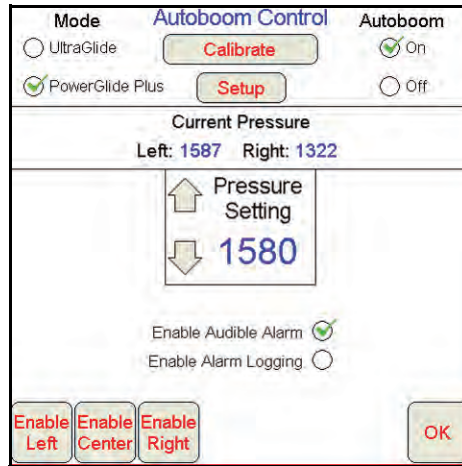 Mode Autoboom Control Autoboom
UltraGlide Calibrate On
PowerGlide Plus Setup Off
Current Pressure
Left: 1587 Right: 1322
Pressure
Setting
1580
Enable Audible Alarm
Enable Alarm Logging
Enable Left Enable Center Enable Right OK